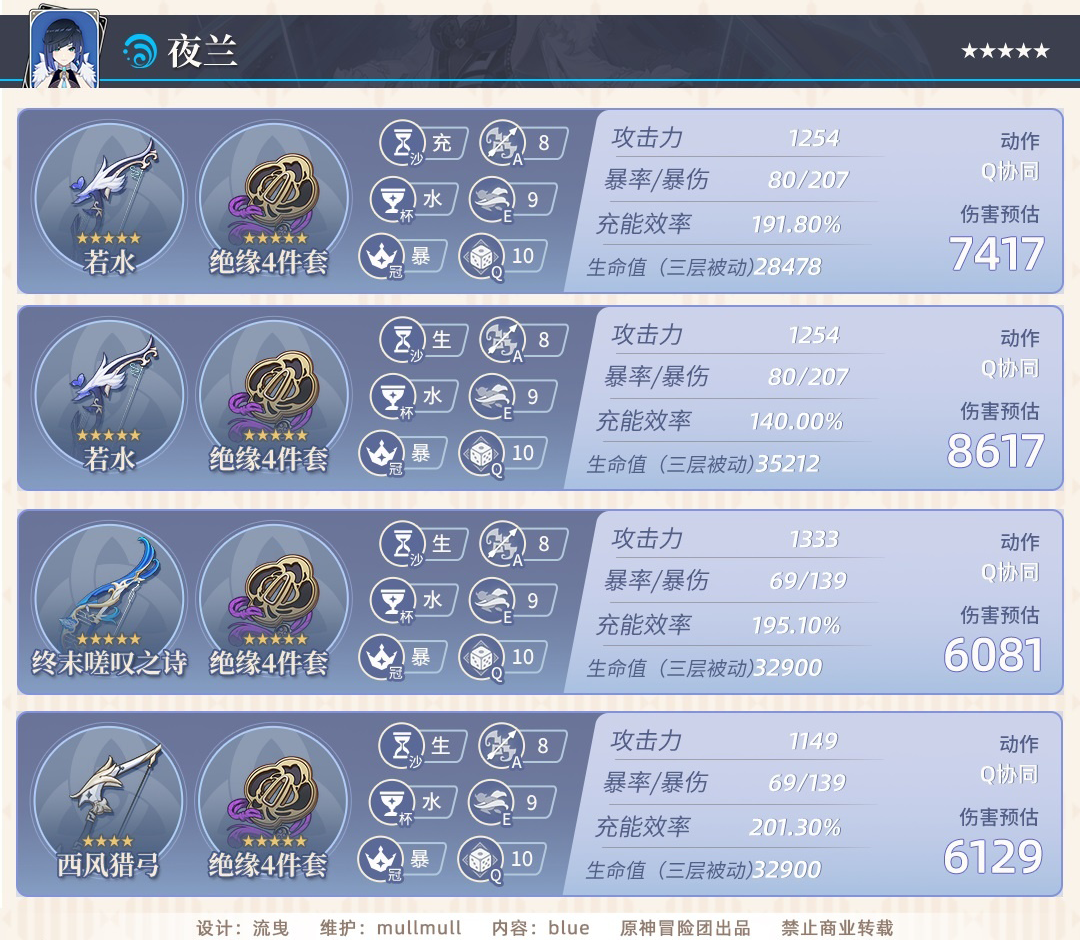 夜兰
若水
绝缘4件套
沙 充
A 8
杯 水
E 9
冠 暴
Q 10
攻击力 1254
暴率/暴伤 80/207
充能效率 191.80%
生命值（三层被动)28478
动作
Q协同
伤害预估
7417
若水
绝缘4件套
沙 生
A 8
杯 水
E 9
冠 暴
Q 10
攻击力 1254
暴率/暴伤 80/207
充能效率 140.00%
生命值（三层被动)35212
动作
Q协同
伤害预估
8617
终末嗟叹之诗
绝缘4件套
沙 生
A 8
杯 水
E 9
冠 暴
Q 10
攻击力 1333
暴率/暴伤 69/139
充能效率 195.10%
生命值（三层被动)32900
动作
Q协同
伤害预估
6081
西风猎弓
绝缘4件套
沙 生
A 8
杯 水
E 9
冠 暴
Q 10
攻击力 1149
暴率/暴伤 69/139
充能效率 201.30%
生命值（三层被动)32900
动作
Q协同
伤害预估
6129
设计：流曳 维护：mullmull 内容：blue 原神冒险团出品 禁止商业转载